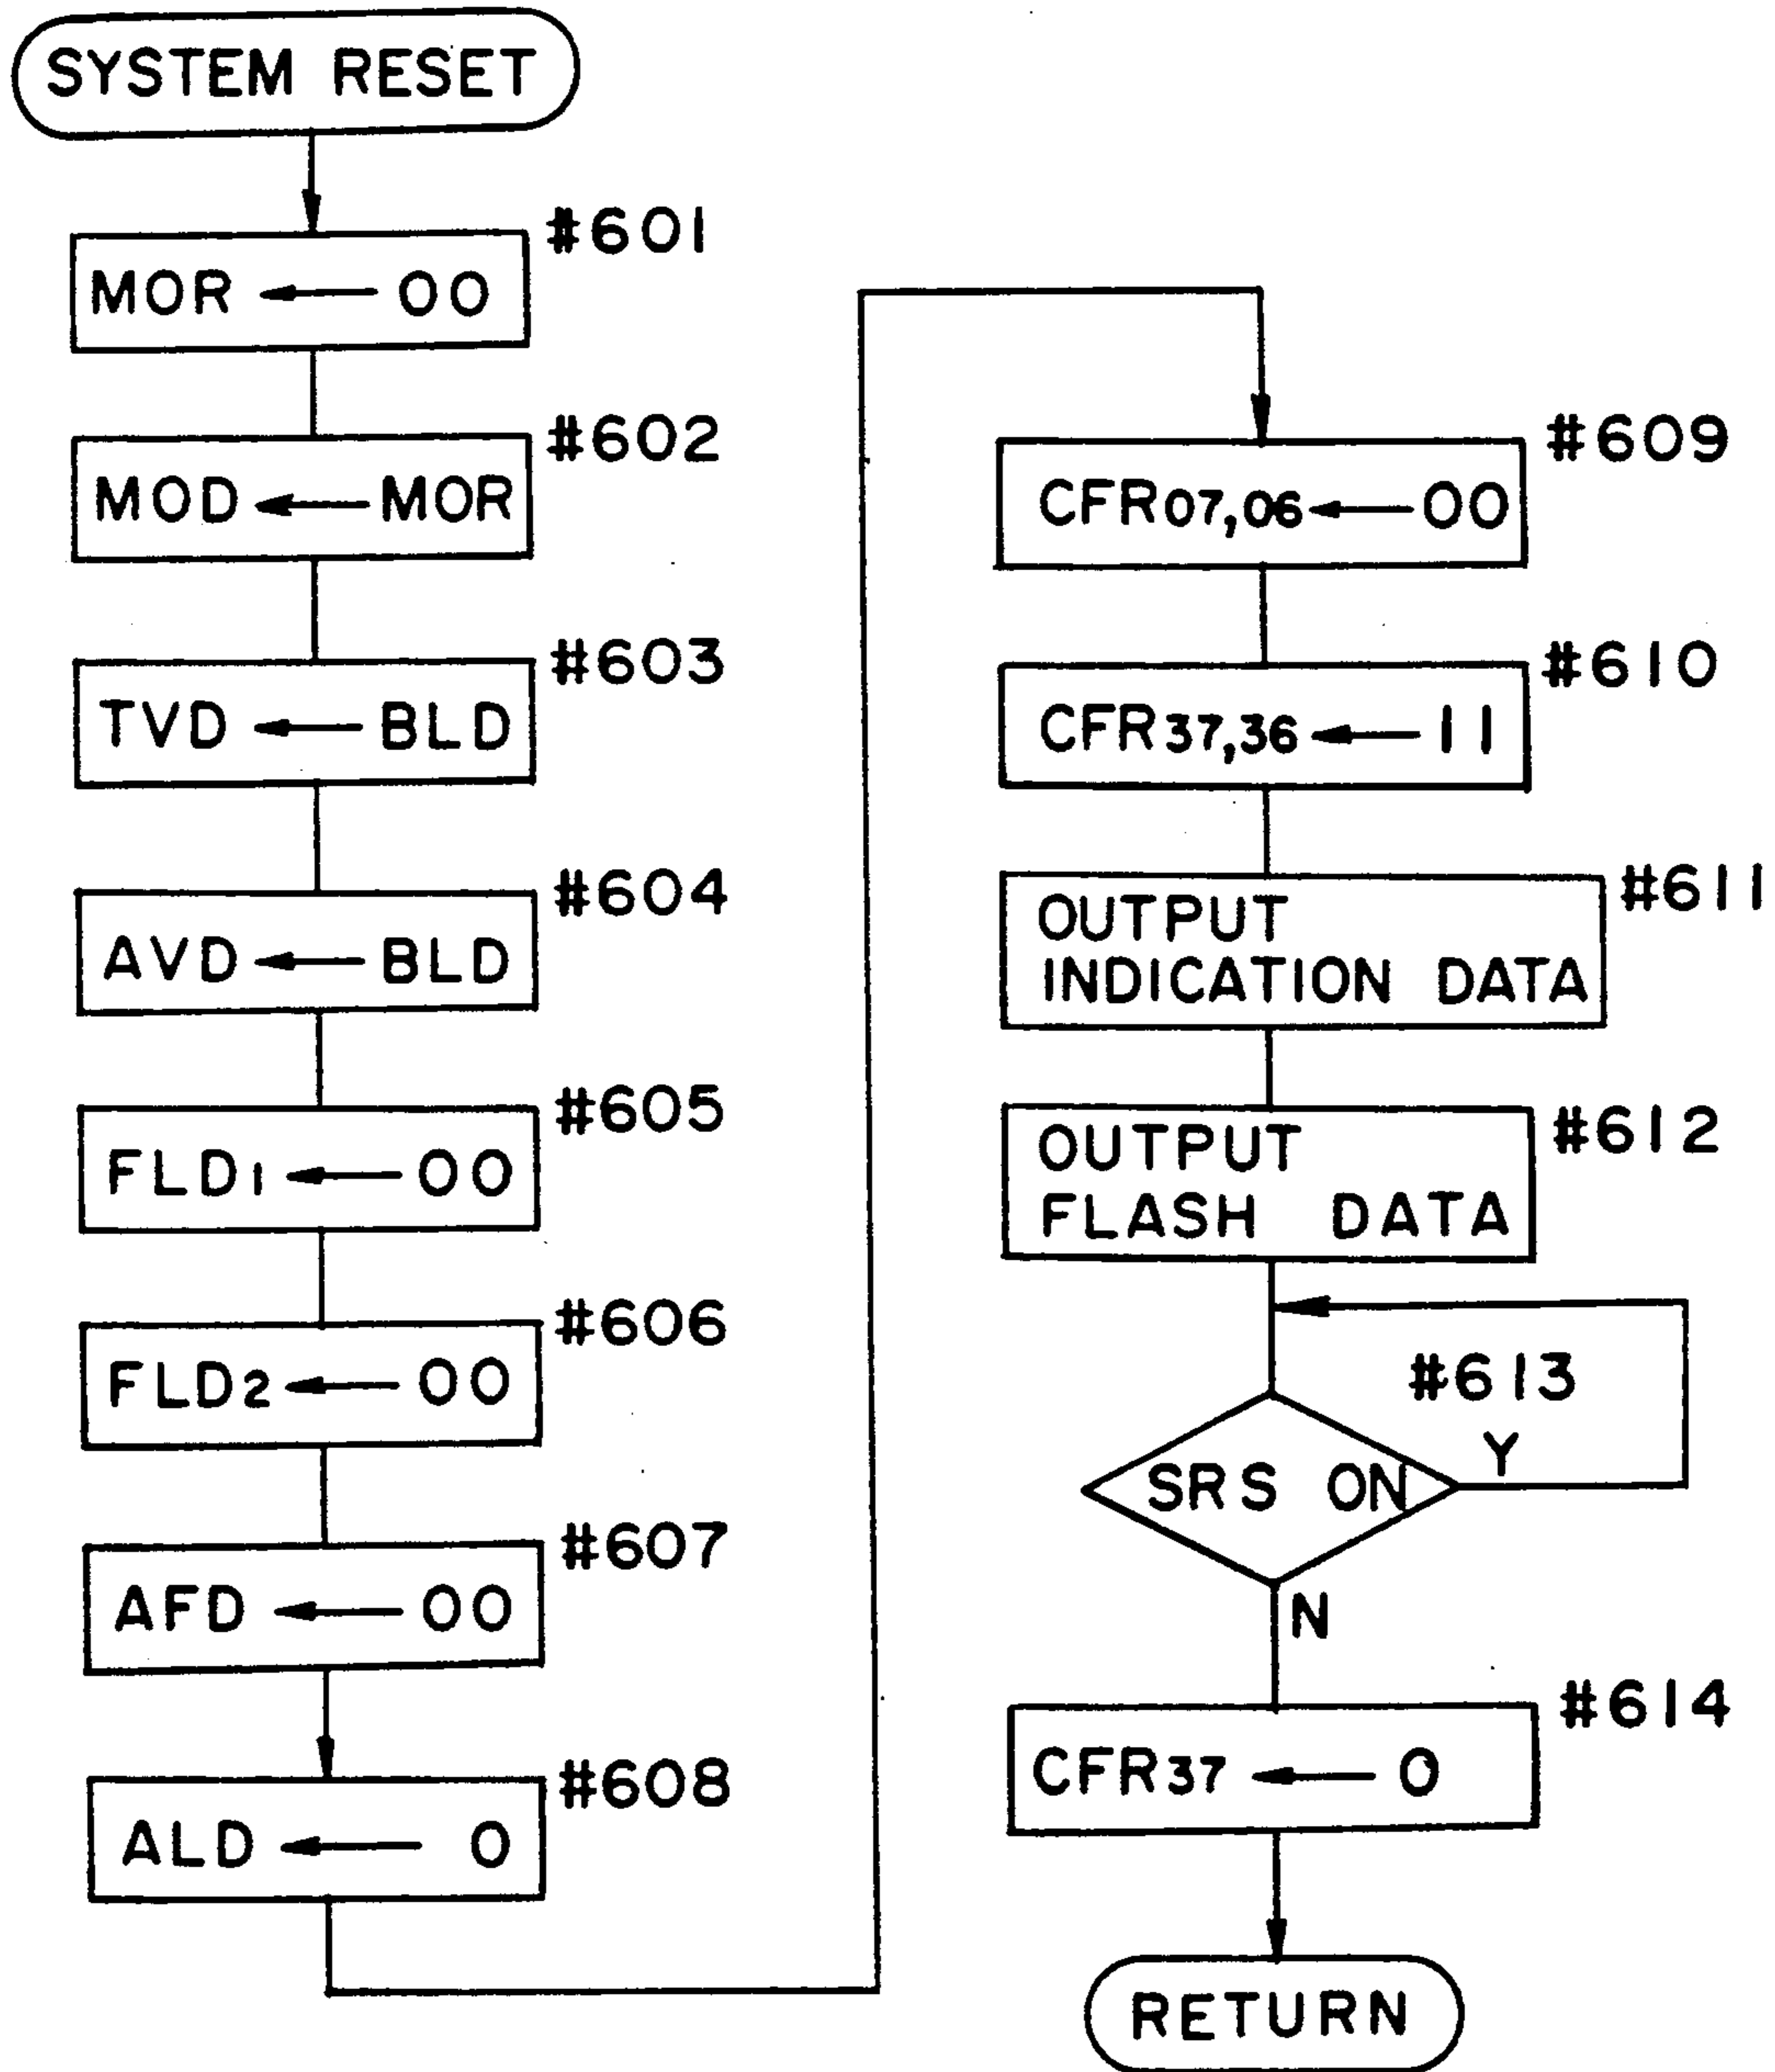 SYSTEM RESET
#601
MOR ← 00
#602
MOD ← MOR
#603
TVD ← BLD
#604
AVD ← BLD
#605
FLD1 ← 00
#606
FLD2 ← 00
#607
AFD ← 00
#608
ALD ← 0
#609
CFR07,06 ← 00
#610
CFR37,36 ← 11
#611
OUTPUT
INDICATION DATA
#612
OUTPUT
FLASH DATA
#613
Y
SRS ON
N
#614
CFR37 ← 0
RETURN